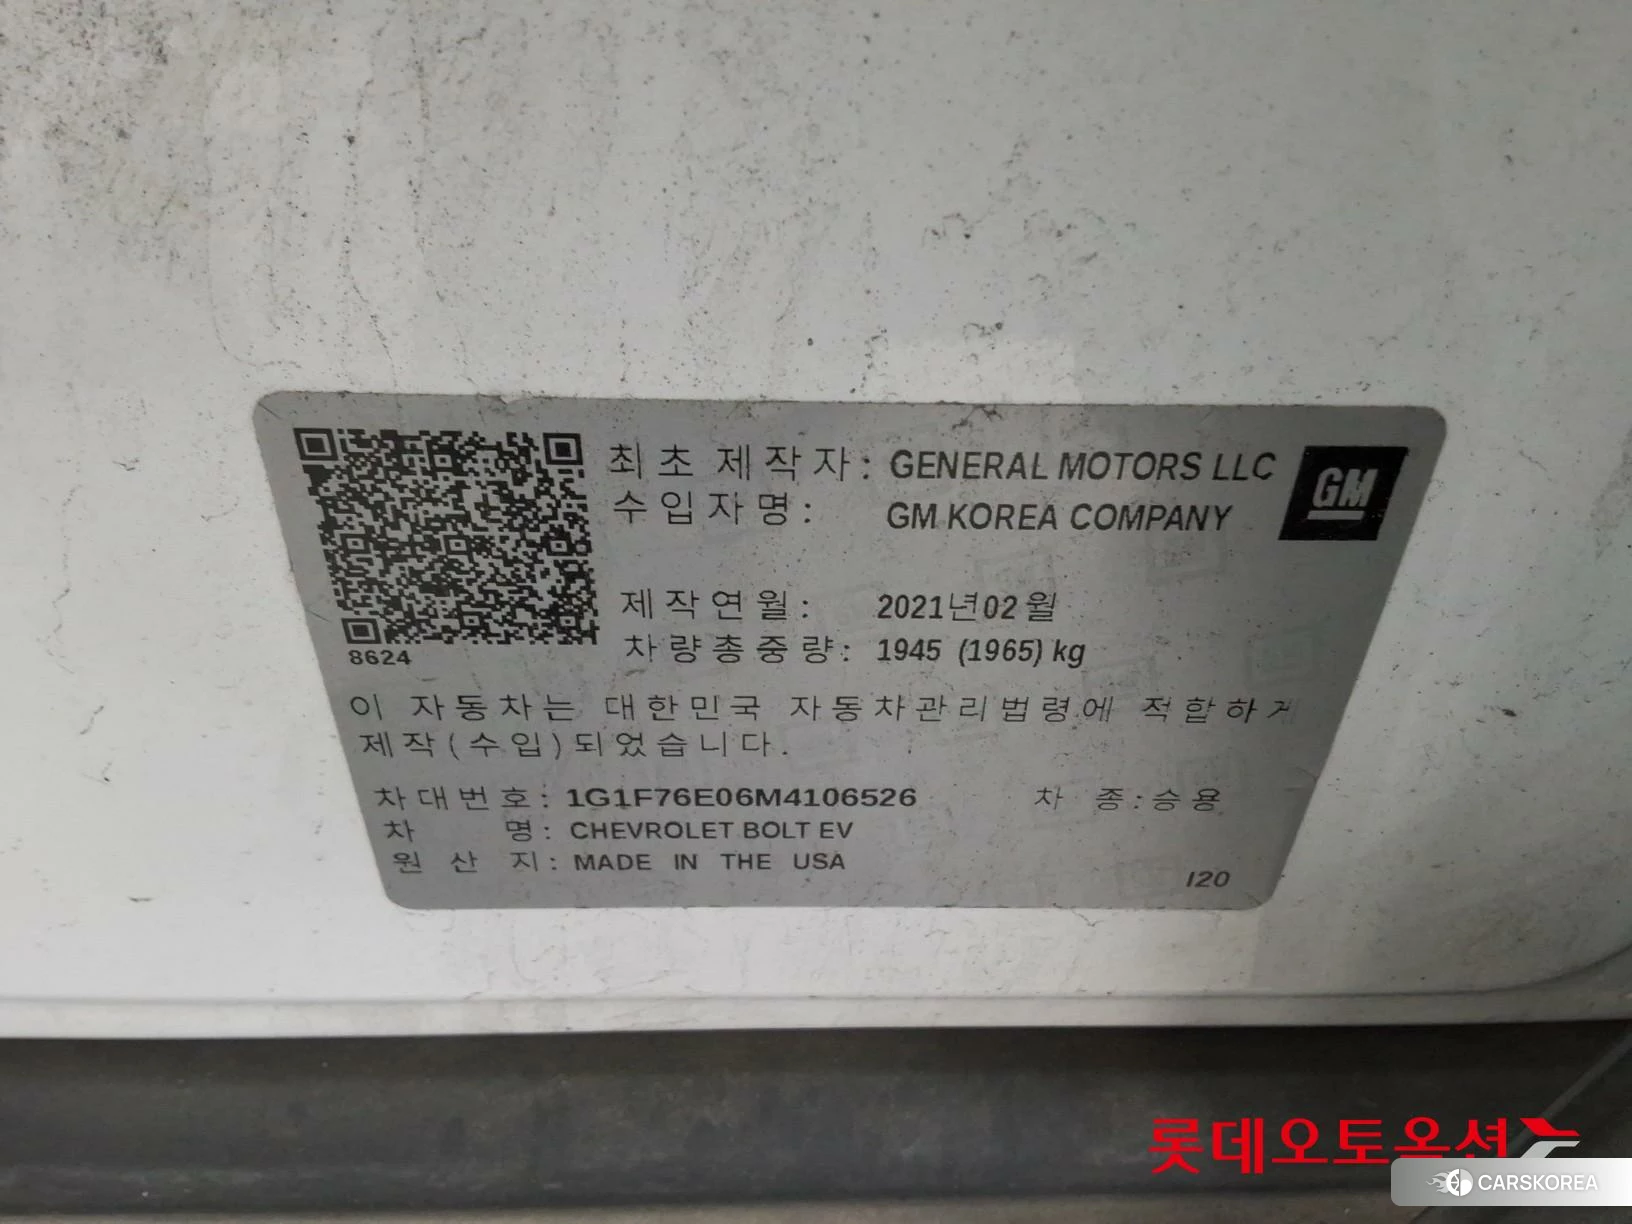 최초 제작자: GENERAL MOTORS LLC
GM
수입자명: GM KOREA COMPANY
제작연월: 2021년02월
차량총중량: 1945 (1965) kg
8624
이 자동차는 대한민국 자동차관리법령에 적합하게
제작(수입)되었습니다.
차대번호: 1G1F76E06M4106526 차 종:승용
차 명: CHEVROLET BOLT EV
원 산 지: MADE IN THE USA
I20
롯데오토옥션
CARSKOREA